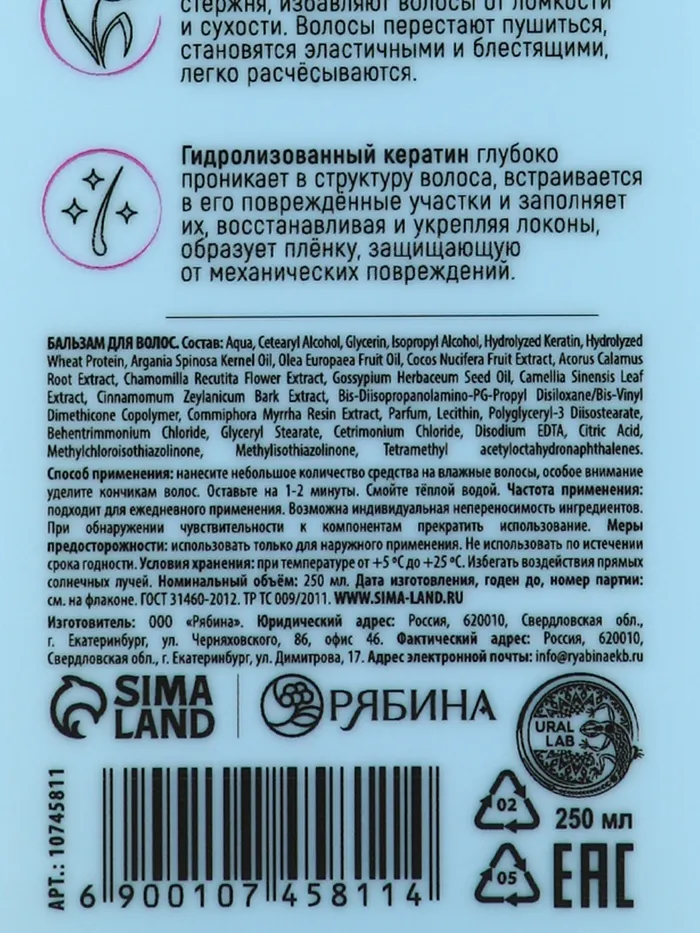 стержня, избавляют волосы от ломкости
и сухости. Волосы перестают пушиться,
становятся эластичными и блестящими,
легко расчёсываются.
Гидролизованный кератин глубоко
проникает в структуру волоса, встраивается
в его повреждённые участки и заполняет
их, восстанавливая и укрепляя локоны,
образует плёнку, защищающую
от механических повреждений.
БАЛЬЗАМ ДЛЯ ВОЛОС. Состав: Aqua, Cetearyl Alcohol, Glycerin, Isopropyl Alcohol, Hydrolyzed Keratin, Hydrolyzed
Wheat Protein, Argania Spinosa Kernel Oil, Olea Europaea Fruit Oil, Cocos Nucifera Fruit Extract, Acorus Calamus
Root Extract, Chamomilla Recutita Flower Extract, Gossypium Herbaceum Seed Oil, Camellia Sinensis Leaf
Extract, Cinnamomum Zeylanicum Bark Extract, Bis-Diisopropanolamino-PG-Propyl Disiloxane/Bis-Vinyl
Dimethicone Copolymer, Commiphora Myrrha Resin Extract, Parfum, Lecithin, Polyglyceryl-3 Diisostearate,
Behentrimmonium Chloride, Glyceryl Stearate, Cetrimonium Chloride, Disodium EDTA, Citric Acid,
Methylchloroisothiazolinone, Methylisothiazolinone, Tetramethyl acetyloctahydronaphthalenes.
Способ применения: нанесите небольшое количество средства на влажные волосы, особое внимание
уделите кончикам волос. Оставьте на 1-2 минуты. Смойте тёплой водой. Частота применения:
подходит для ежедневного применения. Возможна индивидуальная непереносимость ингредиентов.
При обнаружении чувствительности к компонентам прекратить использование. Меры
предосторожности: использовать только для наружного применения. Не использовать по истечении
срока годности. Условия хранения: при температуре от +5 °С до +25 °С. Избегать воздействия прямых
солнечных лучей. Номинальный объём: 250 мл. Дата изготовления, годен до, номер партии:
см. на флаконе. ГОСТ 31460-2012. ТР ТС 009/2011. WWW.SIMA-LAND.RU
Изготовитель: ООО «Рябина». Юридический адрес: Россия, 620010, Свердловская обл.,
г. Екатеринбург, ул. Черняховского, 86, офис 46. Фактический адрес: Россия, 620010,
Свердловская обл., г. Екатеринбург, ул. Димитрова, 17. Адрес электронной почты: info@ryabinaekb.ru
SIMA
LAND
РЯБИНА
URAL
LAB
АРТ.: 10745811
6 900107 458114
02
05
250 мл
EAC